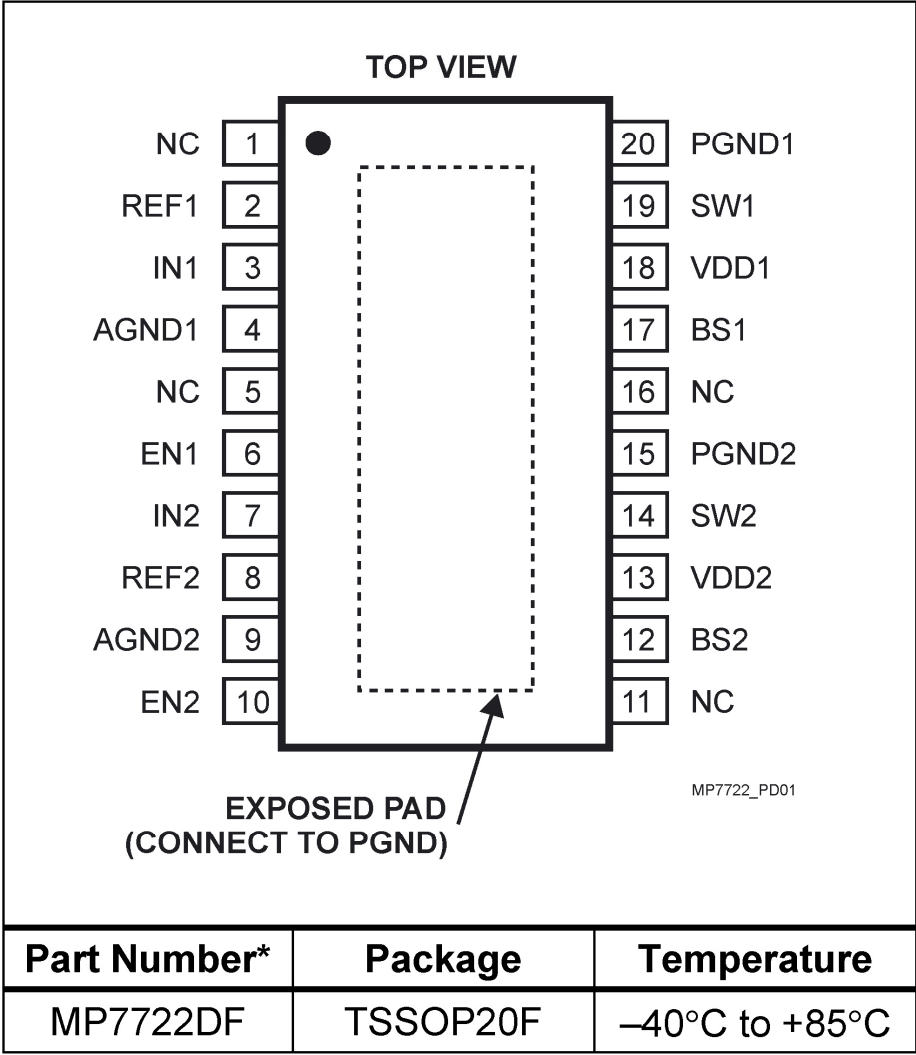 TOP VIEW
NC 1 20 PGND1
REF1 2 19 SW1
IN1 3 18 VDD1
AGND1 4 17 BS1
NC 5 16 NC
EN1 6 15 PGND2
IN2 7 14 SW2
REF2 8 13 VDD2
AGND2 9 12 BS2
EN2 10 11 NC
MP7722_PD01
EXPOSED PAD
(CONNECT TO PGND)
Part Number* Package Temperature
MP7722DF TSSOP20F –40°C to +85°C